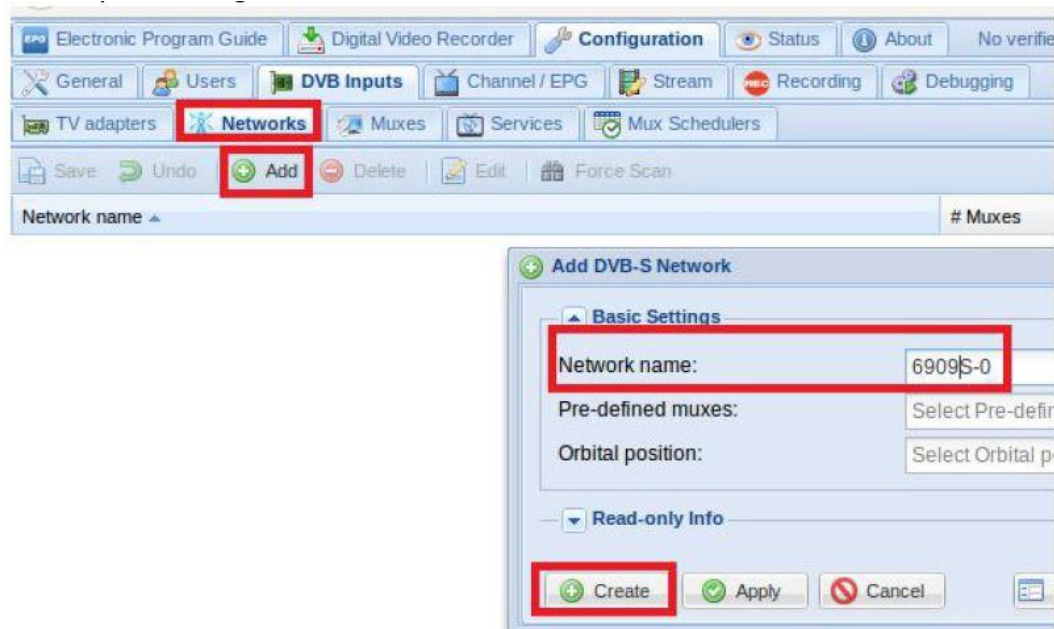 Electronic Program Guide Digital Video Recorder Configuration Status About No verifie
General Users DVB Inputs Channel / EPG Stream Recording Debugging
TV adapters Networks Muxes Services Mux Schedulers
Save Undo Add Delete Edit Force Scan
Network name # Muxes
Add DVB-S Network
Basic Settings
Network name: 6909S-0
Pre-defined muxes: Select Pre-defin
Orbital position: Select Orbital p
Read-only Info
Create Apply Cancel